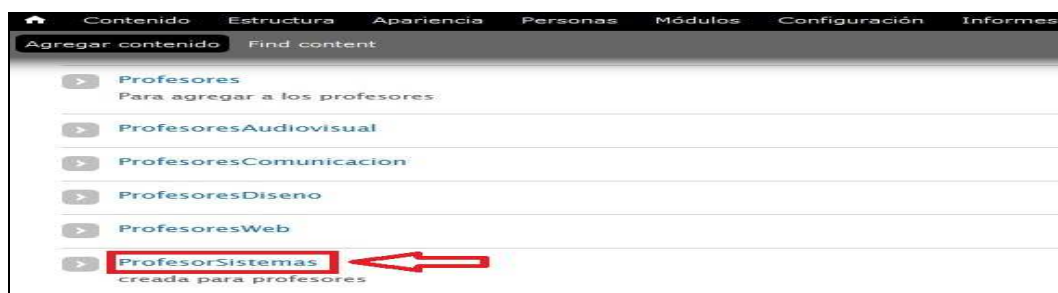 Contenido Estructura Apariencia Personas Módulos Configuración Informes
Agregar contenido Find content
Profesores
Para agregar a los profesores
ProfesoresAudiovisual
ProfesoresComunicacion
ProfesoresDiseno
ProfesoresWeb
ProfesorSistemas
creada para profesores